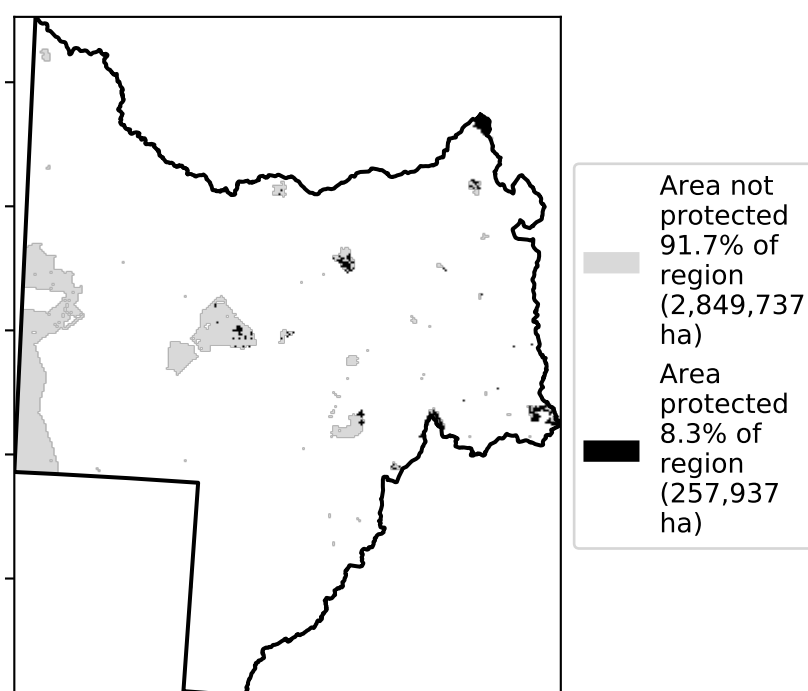 Area not
protected
91.7% of
region
(2,849,737
ha)
Area
protected
8.3% of
region
(257,937
ha)